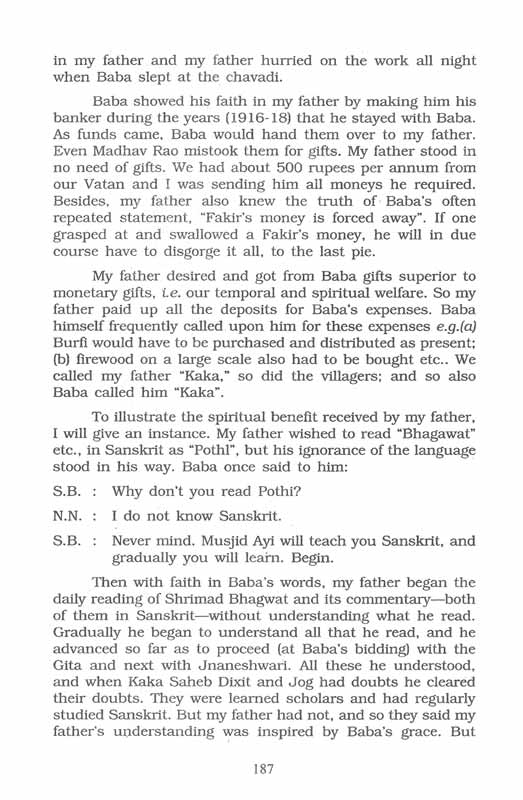 in my father and my father hurried on the work all night
when Baba slept at the chavadi.
Baba showed his faith in my father by making him his
banker during the years (1916-18) that he stayed with Baba.
As funds came, Baba would hand them over to my father.
Even Madhav Rao mistook them for gifts. My father stood in
no need of gifts. We had about 500 rupees per annum from
our Vatan and I was sending him all moneys he required.
Besides, my father also knew the truth of Baba's often
repeated statement, "Fakir's money is forced away". If one
grasped at and swallowed a Fakir's money, he will in due
course have to disgorge it all, to the last pie.
My father desired and got from Baba gifts superior to
monetary gifts, i.e. our temporal and spiritual welfare. So my
father paid up all the deposits for Baba's expenses. Baba
himself frequently called upon him for these expenses e.g.(a)
Burfi would have to be purchased and distributed as present;
(b) firewood on a large scale also had to be bought etc.. We
called my father "Kaka," so did the villagers; and so also
Baba called him "Kaka".
To illustrate the spiritual benefit received by my father,
I will give an instance. My father wished to read "Bhagawat"
etc., in Sanskrit as "Pothi", but his ignorance of the language
stood in his way. Baba once said to him:
S.B. : Why don't you read Pothi?
N.N. : I do not know Sanskrit.
S.B. : Never mind. Musjid Ayi will teach you Sanskrit, and
gradually you will learn. Begin.
Then with faith in Baba's words, my father began the
daily reading of Shrimad Bhagwat and its commentary—both
of them in Sanskrit—without understanding what he read.
Gradually he began to understand all that he read, and he
advanced so far as to proceed (at Baba's bidding) with the
Gita and next with Jnaneshwari. All these he understood,
and when Kaka Saheb Dixit and Jog had doubts he cleared
their doubts. They were learned scholars and had regularly
studied Sanskrit. But my father had not, and so they said my
father's understanding was inspired by Baba's grace. But
187